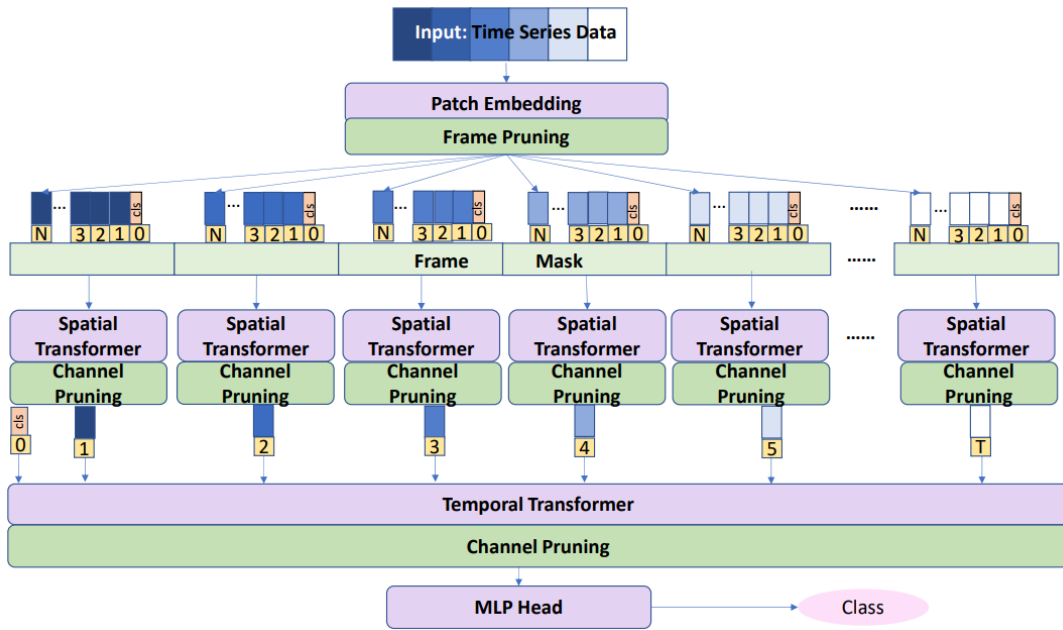 Input: Time Series Data
Patch Embedding
Frame Pruning
N ... 3 2 1 0 cls
N ... 3 2 1 0 cls
N ... 3 2 1 0 cls
N ... 3 2 1 0 cls
N ... 3 2 1 0 cls
......
N ... 3 2 1 0 cls
Frame Mask ......
Spatial Transformer
Channel Pruning
Spatial Transformer
Channel Pruning
Spatial Transformer
Channel Pruning
Spatial Transformer
Channel Pruning
Spatial Transformer
Channel Pruning
......
Spatial Transformer
Channel Pruning
cls
0 1 2 3 4 5 T
Temporal Transformer
Channel Pruning
MLP Head
Class